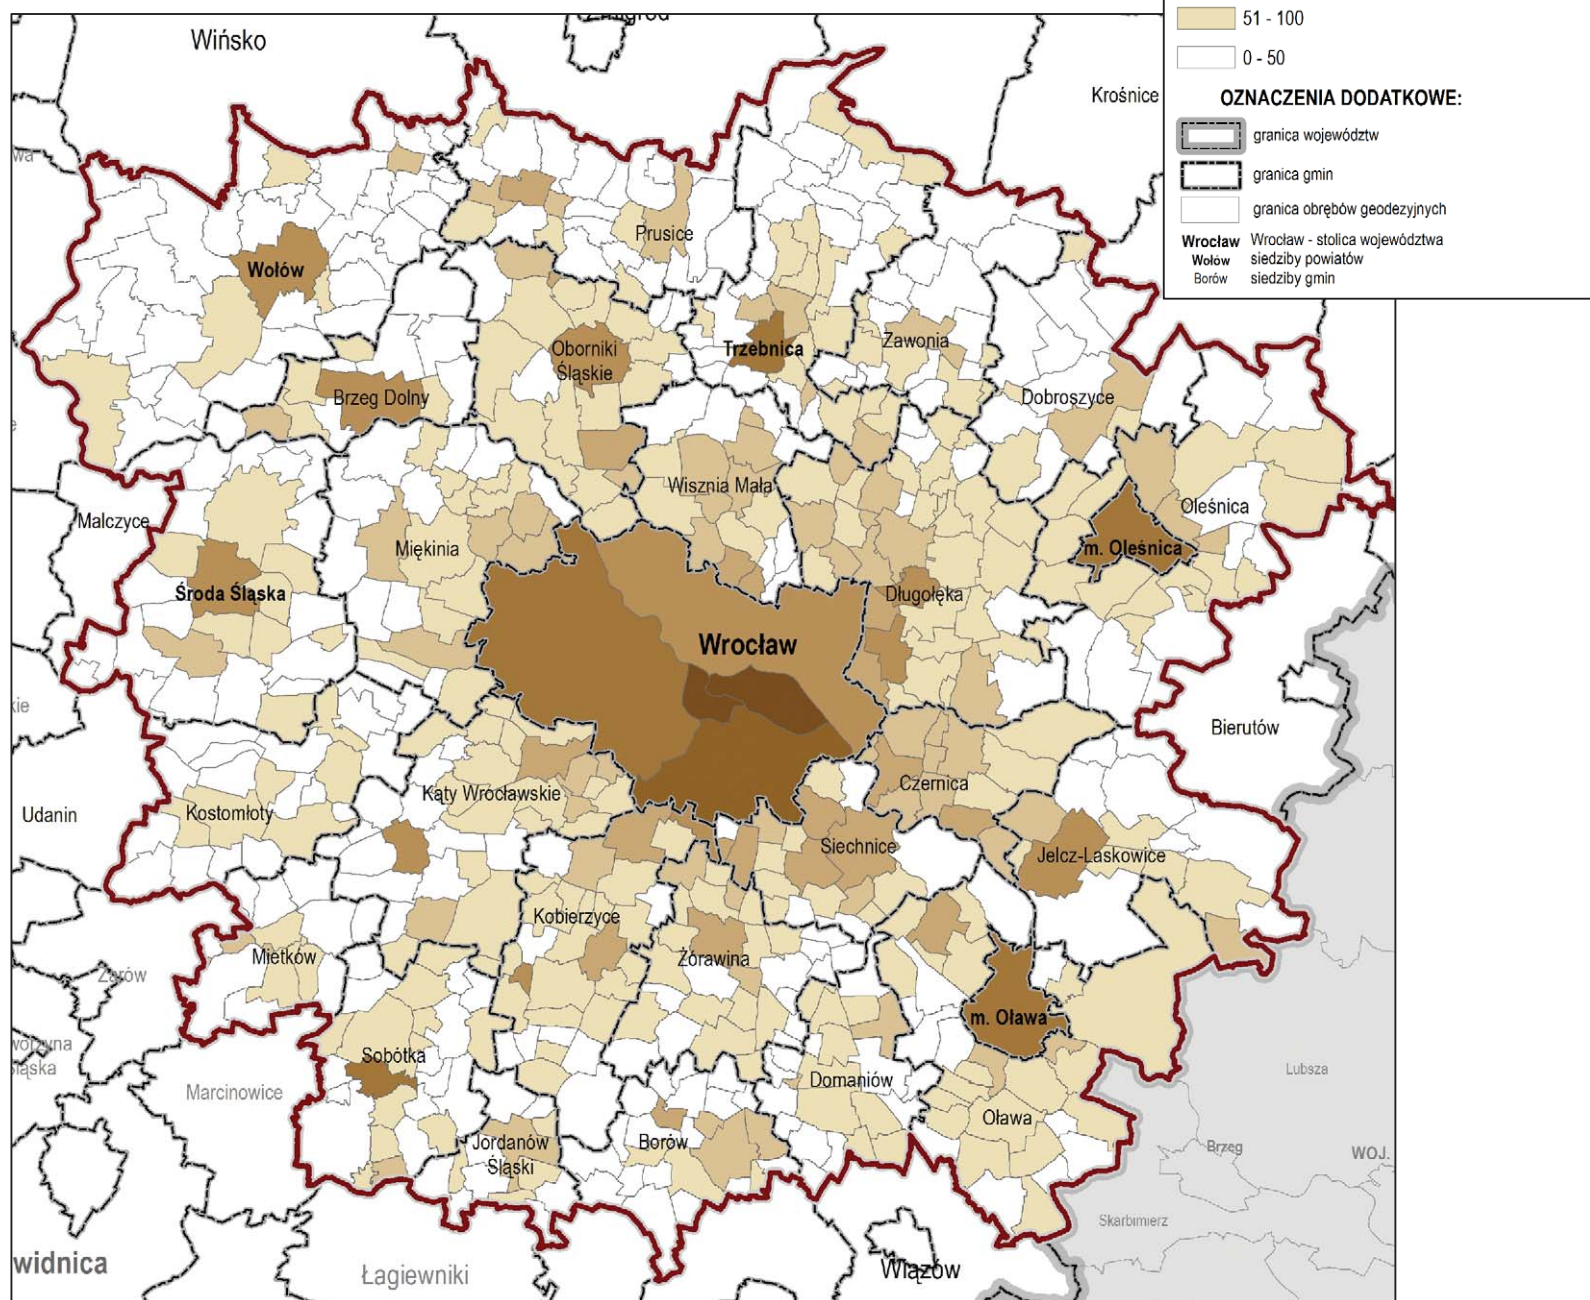 Wińsko
51 - 100
0 - 50
Krośnice
OZNACZENIA DODATKOWE:
granica województw
granica gmin
granica obrębów geodezyjnych
Wrocław Wrocław - stolica województwa
Wołów siedziby powiatów
Borów siedziby gmin
Prusice
Wołów
Oborniki
Śląskie
Trzebnica
Zawonia
Brzeg Dolny
Dobroszyce
Wisznia Mała
Oleśnica
Malczyce
Miękinia
m. Oleśnica
Środa Śląska
Długołęka
Wrocław
Bierutów
Czernica
Kąty Wrocławskie
Udanin
Kostomłoty
Siechnice
Jelcz-Laskowice
Kobierzyce
Mietków
Żórawina
Żarów
m. Oława
Sobótka
Lubsza
Domaniów
Marcinowice
Oława
Jordanów
Śląski
Borów
Brzeg
WOJ.
Skarbimierz
widnica
Łagiewniki
Wiązów